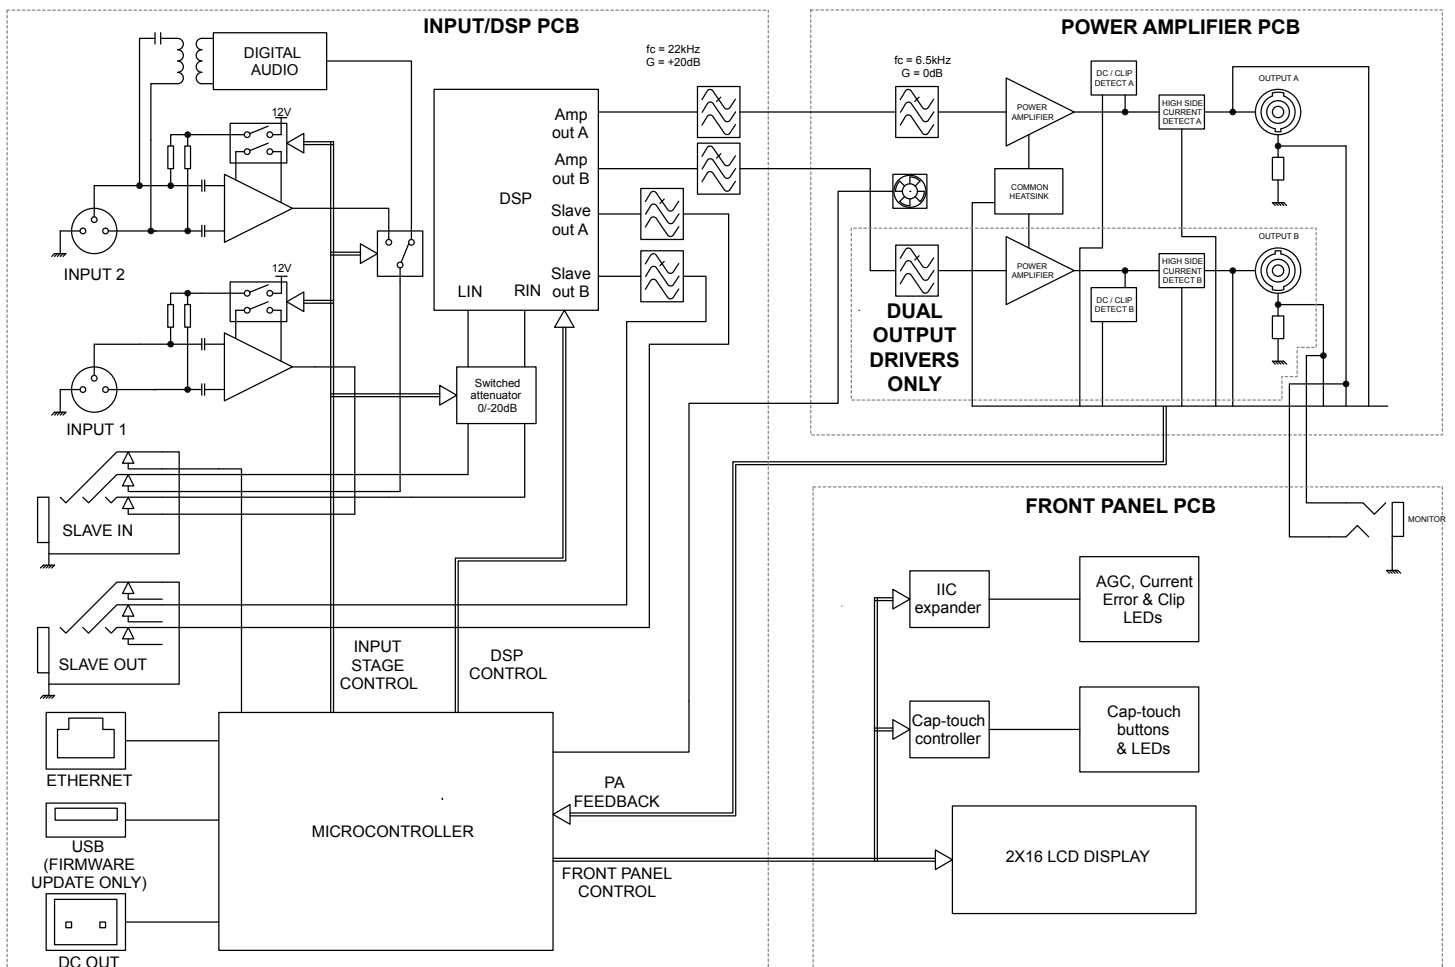 INPUT/DSP PCB
POWER AMPLIFIER PCB
DIGITAL
AUDIO
fc = 22kHz
G = +20dB
fc = 6.5kHz
G = 0dB
12V
DSP
Amp
out A
Amp
out B
Slave
out A
Slave
out B
LIN
RIN
POWER
AMPLIFIER
DC / CLIP
DETECT A
HIGH SIDE
CURRENT
DETECT A
OUTPUT A
COMMON
HEATSINK
INPUT 2
12V
INPUT 1
Switched
attenuator
0/-20dB
POWER
AMPLIFIER
DC / CLIP
DETECT B
HIGH SIDE
CURRENT
DETECT B
OUTPUT B
DUAL
OUTPUT
DRIVERS
ONLY
SLAVE IN
SLAVE OUT
INPUT
STAGE
CONTROL
DSP
CONTROL
FRONT PANEL PCB
MONITOR
IIC
expander
AGC, Current
Error & Clip
LEDs
Cap-touch
controller
Cap-touch
buttons
& LEDs
ETHERNET
USB
(FIRMWARE
UPDATE ONLY)
DC OUT
MICROCONTROLLER
PA
FEEDBACK
FRONT PANEL
CONTROL
2X16 LCD DISPLAY